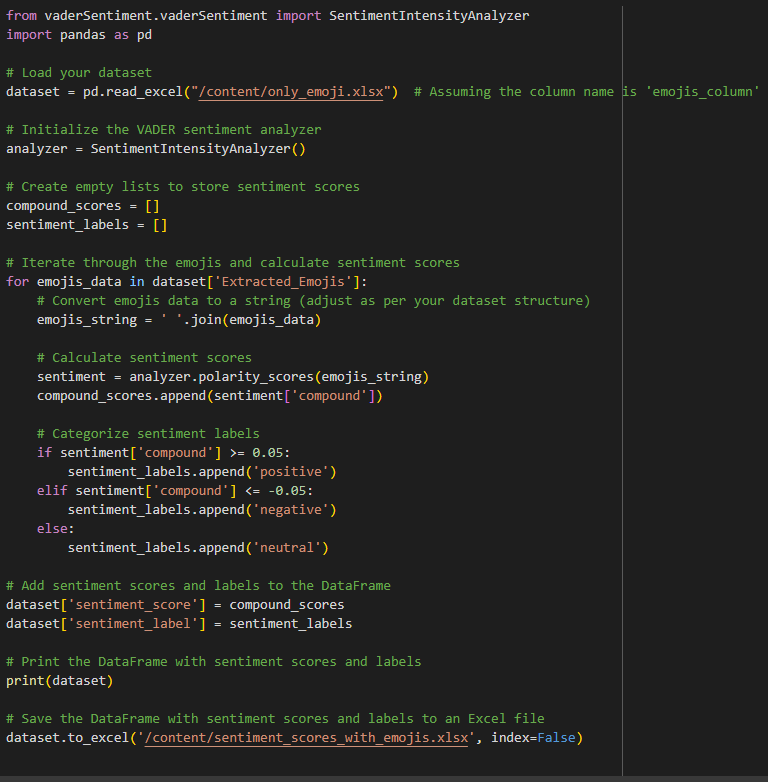 from vaderSentiment.vaderSentiment import SentimentIntensityAnalyzer
import pandas as pd

# Load your dataset
dataset = pd.read_excel("/content/only_emoji.xlsx")  # Assuming the column name is 'emojis_column'

# Initialize the VADER sentiment analyzer
analyzer = SentimentIntensityAnalyzer()

# Create empty lists to store sentiment scores
compound_scores = []
sentiment_labels = []

# Iterate through the emojis and calculate sentiment scores
for emojis_data in dataset['Extracted_Emojis']:
    # Convert emojis data to a string (adjust as per your dataset structure)
    emojis_string = ' '.join(emojis_data)

    # Calculate sentiment scores
    sentiment = analyzer.polarity_scores(emojis_string)
    compound_scores.append(sentiment['compound'])

    # Categorize sentiment labels
    if sentiment['compound'] >= 0.05:
        sentiment_labels.append('positive')
    elif sentiment['compound'] <= -0.05:
        sentiment_labels.append('negative')
    else:
        sentiment_labels.append('neutral')

# Add sentiment scores and labels to the DataFrame
dataset['sentiment_score'] = compound_scores
dataset['sentiment_label'] = sentiment_labels

# Print the DataFrame with sentiment scores and labels
print(dataset)

# Save the DataFrame with sentiment scores and labels to an Excel file
dataset.to_excel('/content/sentiment_scores_with_emojis.xlsx', index=False)